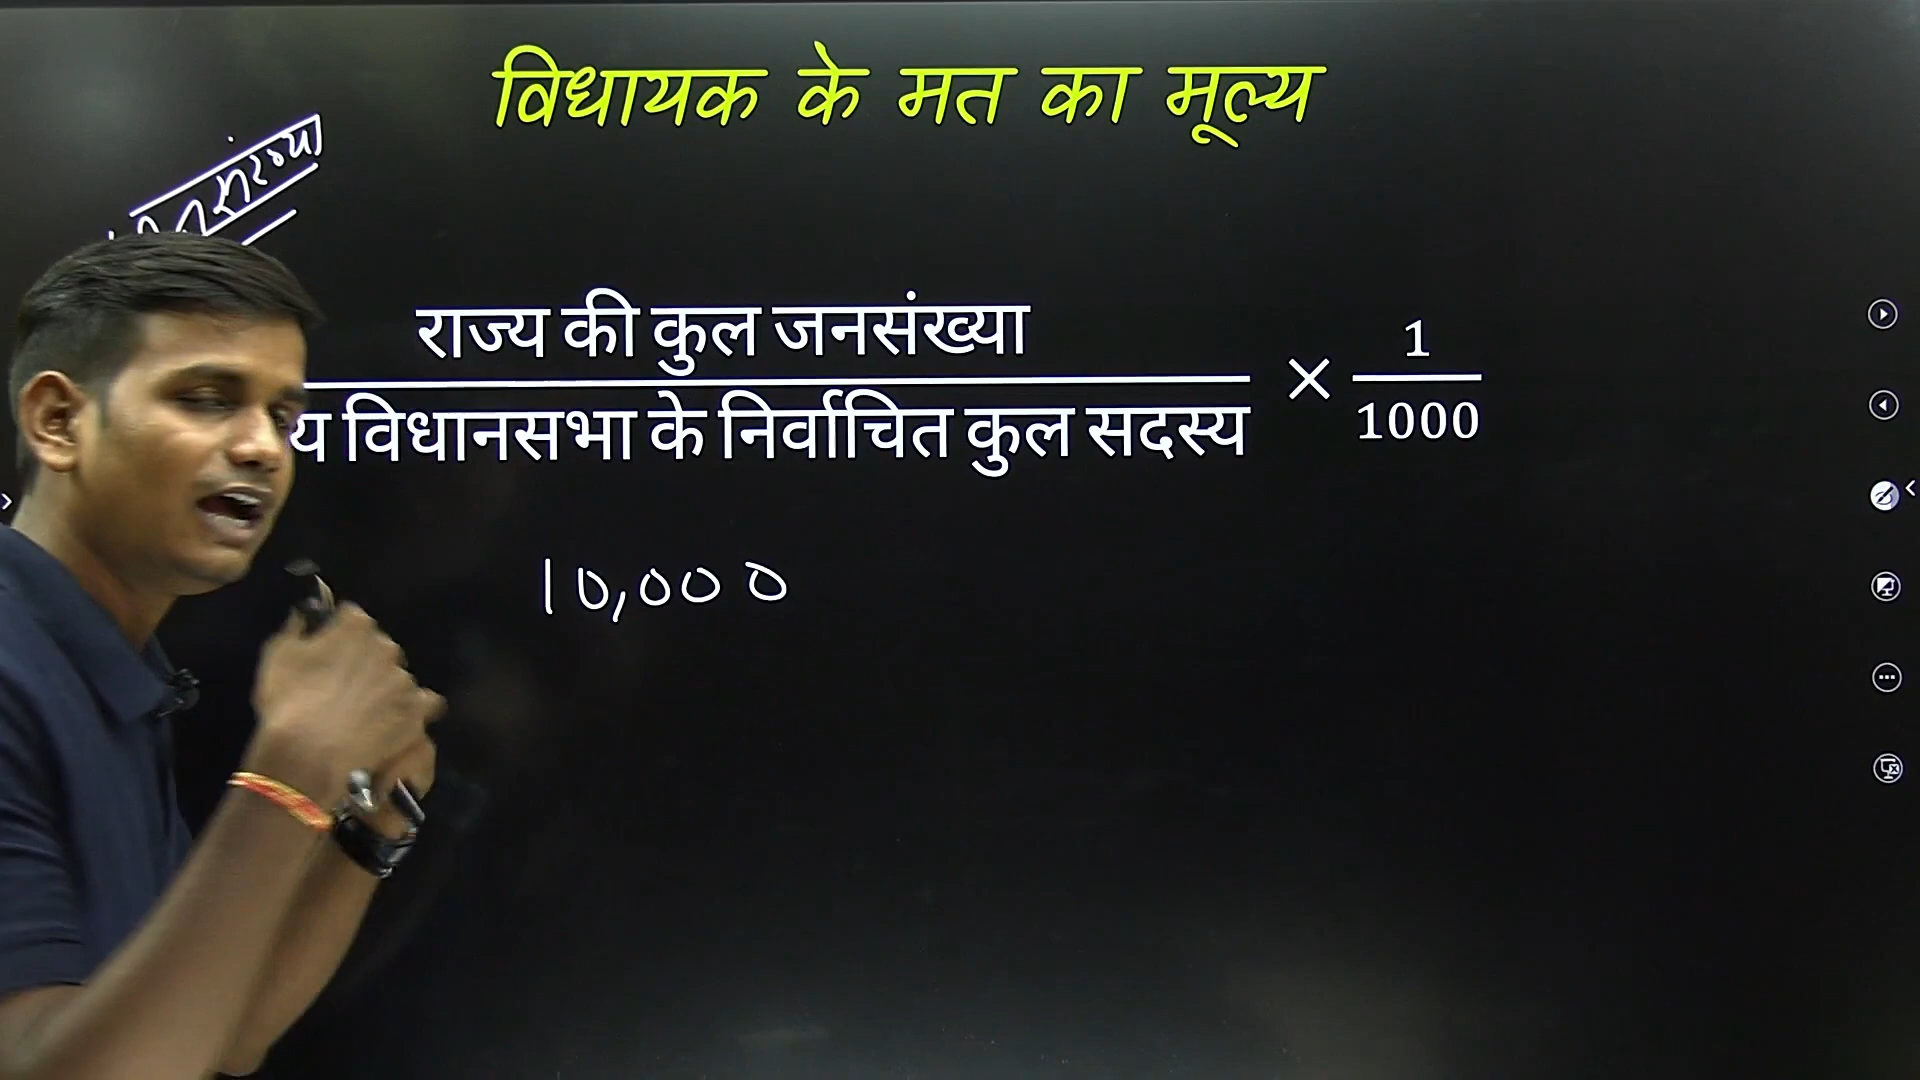 विधायक के मत का मूल्य
राज्य की कुल जनसंख्या
य विधानसभा के निर्वाचित कुल सदस्य
× 1
1000
10,000